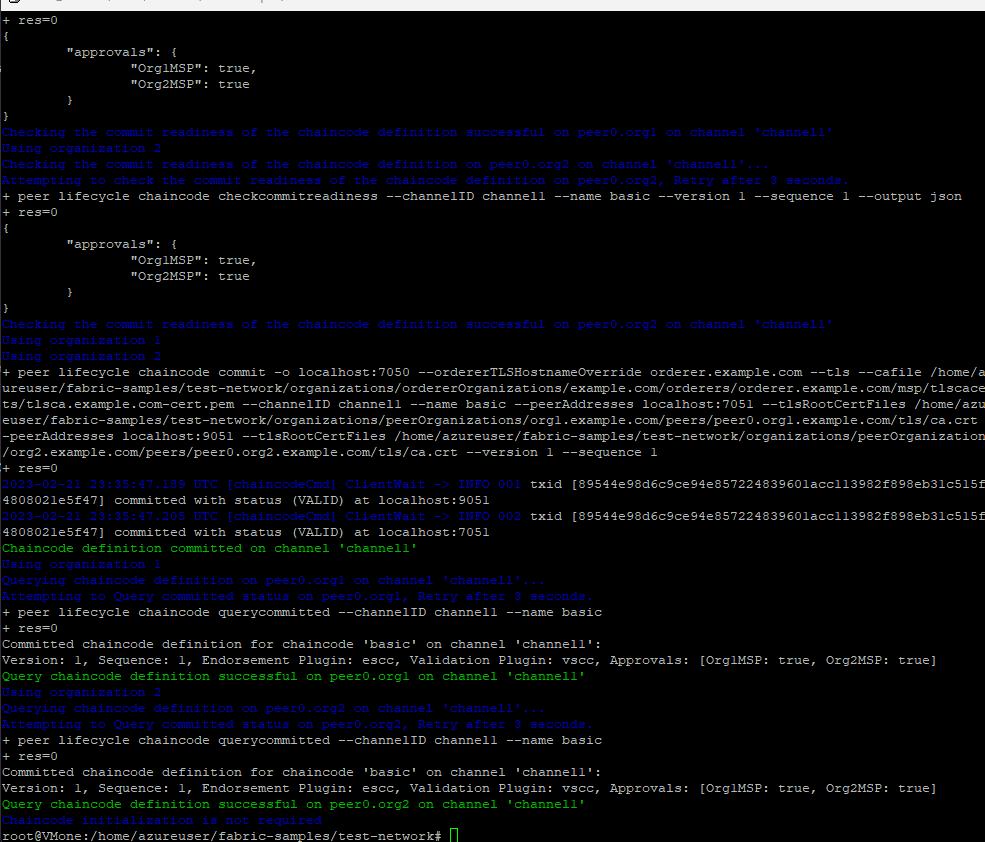 + res=0
{
"approvals": {
"Org1MSP": true,
"Org2MSP": true
}
}
Checking the commit readiness of the chaincode definition successful on peer0.org1 on channel 'channel1'
Using organization 2
Checking the commit readiness of the chaincode definition on peer0.org2 on channel 'channel1'...
Attempting to check the commit readiness of the chaincode definition on peer0.org2, Retry after 3 seconds.
+ peer lifecycle chaincode checkcommitreadiness --channelID channel1 --name basic --version 1 --sequence 1 --output json
+ res=0
{
"approvals": {
"Org1MSP": true,
"Org2MSP": true
}
}
Checking the commit readiness of the chaincode definition successful on peer0.org2 on channel 'channel1'
Using organization 1
Using organization 2
+ peer lifecycle chaincode commit -o localhost:7050 --ordererTLSHostnameOverride orderer.example.com --tls --cafile /home/a
ureuser/fabric-samples/test-network/organizations/ordererOrganizations/example.com/orderers/orderer.example.com/msp/tlscace
ts/tlsca.example.com-cert.pem --channelID channel1 --name basic --peerAddresses localhost:7051 --tlsRootCertFiles /home/azu
euser/fabric-samples/test-network/organizations/peerOrganizations/org1.example.com/peers/peer0.org1.example.com/tls/ca.crt
-peerAddresses localhost:9051 --tlsRootCertFiles /home/azureuser/fabric-samples/test-network/organizations/peerOrganization
/org2.example.com/peers/peer0.org2.example.com/tls/ca.crt --version 1 --sequence 1
+ res=0
2023-02-21 23:35:47.189 UTC [chaincodeCmd] ClientWait -> INFO 001 txid [89544e98d6c9ce94e857224839601acc113982f898eb31c515f
4808021e5f47] committed with status (VALID) at localhost:9051
2023-02-21 23:35:47.205 UTC [chaincodeCmd] ClientWait -> INFO 002 txid [89544e98d6c9ce94e857224839601acc113982f898eb31c515f
4808021e5f47] committed with status (VALID) at localhost:7051
Chaincode definition committed on channel 'channel1'
Using organization 1
Querying chaincode definition on peer0.org1 on channel 'channel1'...
Attempting to Query committed status on peer0.org1, Retry after 3 seconds.
+ peer lifecycle chaincode querycommitted --channelID channel1 --name basic
+ res=0
Committed chaincode definition for chaincode 'basic' on channel 'channel1':
Version: 1, Sequence: 1, Endorsement Plugin: escc, Validation Plugin: vscc, Approvals: [Org1MSP: true, Org2MSP: true]
Query chaincode definition successful on peer0.org1 on channel 'channel1'
Using organization 2
Querying chaincode definition on peer0.org2 on channel 'channel1'...
Attempting to Query committed status on peer0.org2, Retry after 3 seconds.
+ peer lifecycle chaincode querycommitted --channelID channel1 --name basic
+ res=0
Committed chaincode definition for chaincode 'basic' on channel 'channel1':
Version: 1, Sequence: 1, Endorsement Plugin: escc, Validation Plugin: vscc, Approvals: [Org1MSP: true, Org2MSP: true]
Query chaincode definition successful on peer0.org2 on channel 'channel1'
Chaincode initialization is not required
root@VMone:/home/azureuser/fabric-samples/test-network#